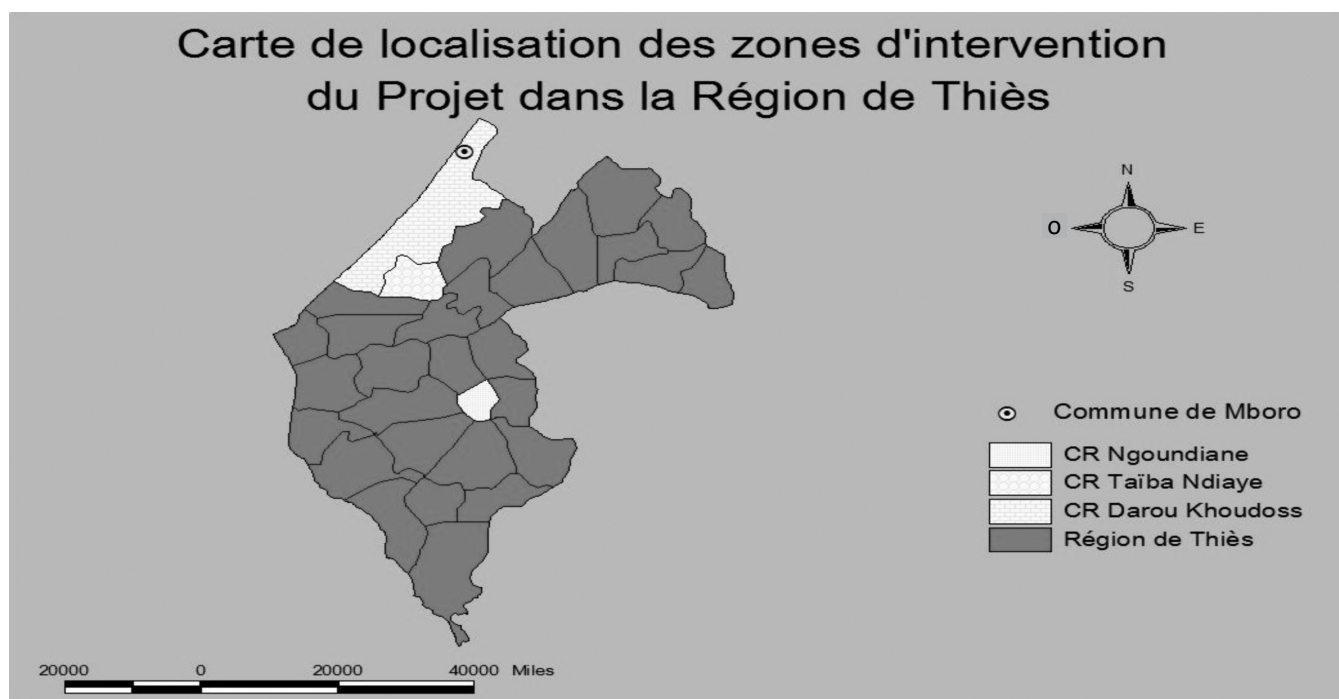 Carte de localisation des zones d'intervention
du Projet dans la Région de Thiès
N
O E
S
Commune de Mboro
CR Ngoundiane
CR Taïba Ndiaye
CR Darou Khoudoss
Région de Thiès
20000 0 20000 40000 Miles